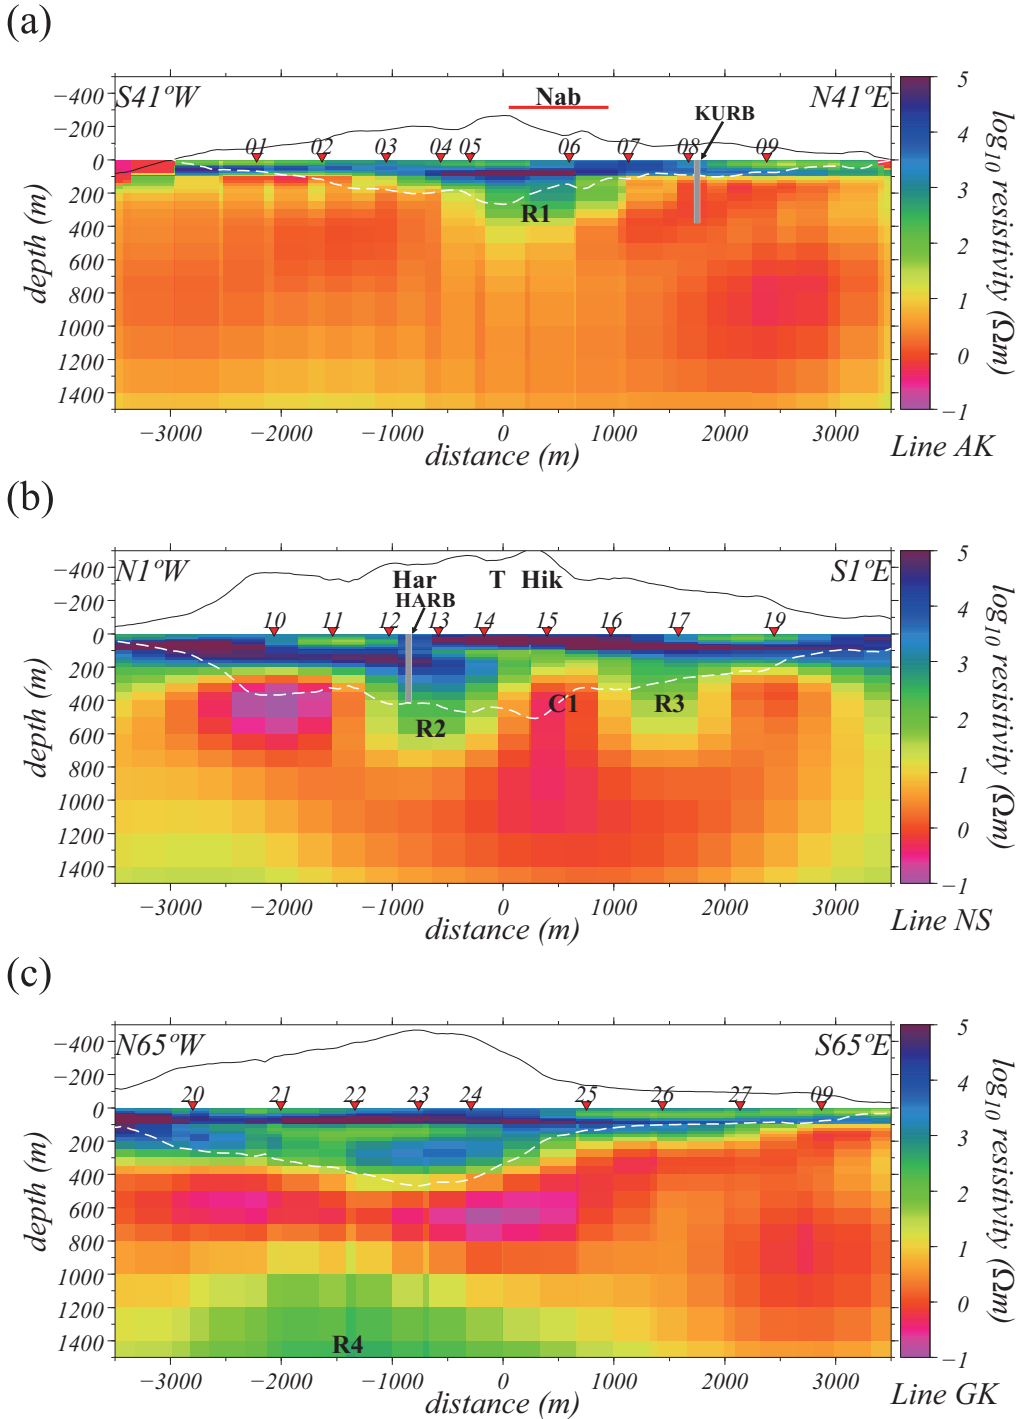 (a)
S41°W
Nab
N41°E
KURB
01 02 03 04 05 06 07 08 09
R1
−400
−200
0
200
400
600
800
1000
1200
1400
depth (m)
−3000 −2000 −1000 0 1000 2000 3000
distance (m)
5
4
3
2
1
0
−1
log10 resistivity (Ωm)
Line AK
(b)
N1°W
Har T Hik
S1°E
HARB
10 11 12 13 14 15 16 17 19
C1
R2
R3
−400
−200
0
200
400
600
800
1000
1200
1400
depth (m)
−3000 −2000 −1000 0 1000 2000 3000
distance (m)
5
4
3
2
1
0
−1
log10 resistivity (Ωm)
Line NS
(c)
N65°W
S65°E
20 21 22 23 24 25 26 27 09
R4
−400
−200
0
200
400
600
800
1000
1200
1400
depth (m)
−3000 −2000 −1000 0 1000 2000 3000
distance (m)
5
4
3
2
1
0
−1
log10 resistivity (Ωm)
Line GK